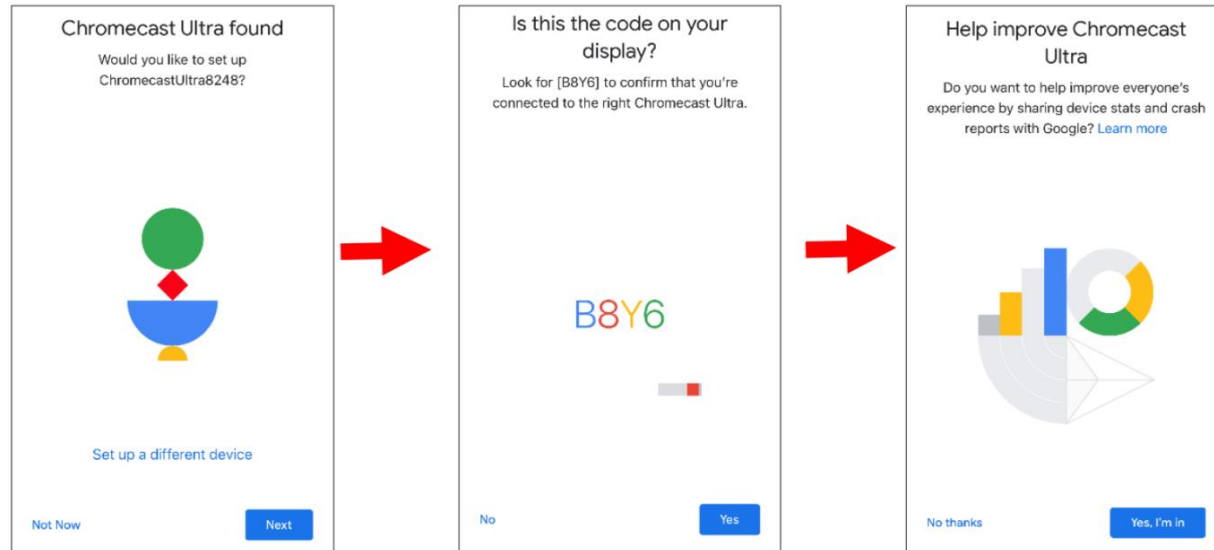 Chromecast Ultra found
Would you like to set up
ChromecastUltra8248?
Set up a different device
Not Now
Next
Is this the code on your
display?
Look for [B8Y6] to confirm that you're
connected to the right Chromecast Ultra.
B8Y6
No
Yes
Help improve Chromecast
Ultra
Do you want to help improve everyone's
experience by sharing device stats and crash
reports with Google? Learn more
No thanks
Yes, I'm in